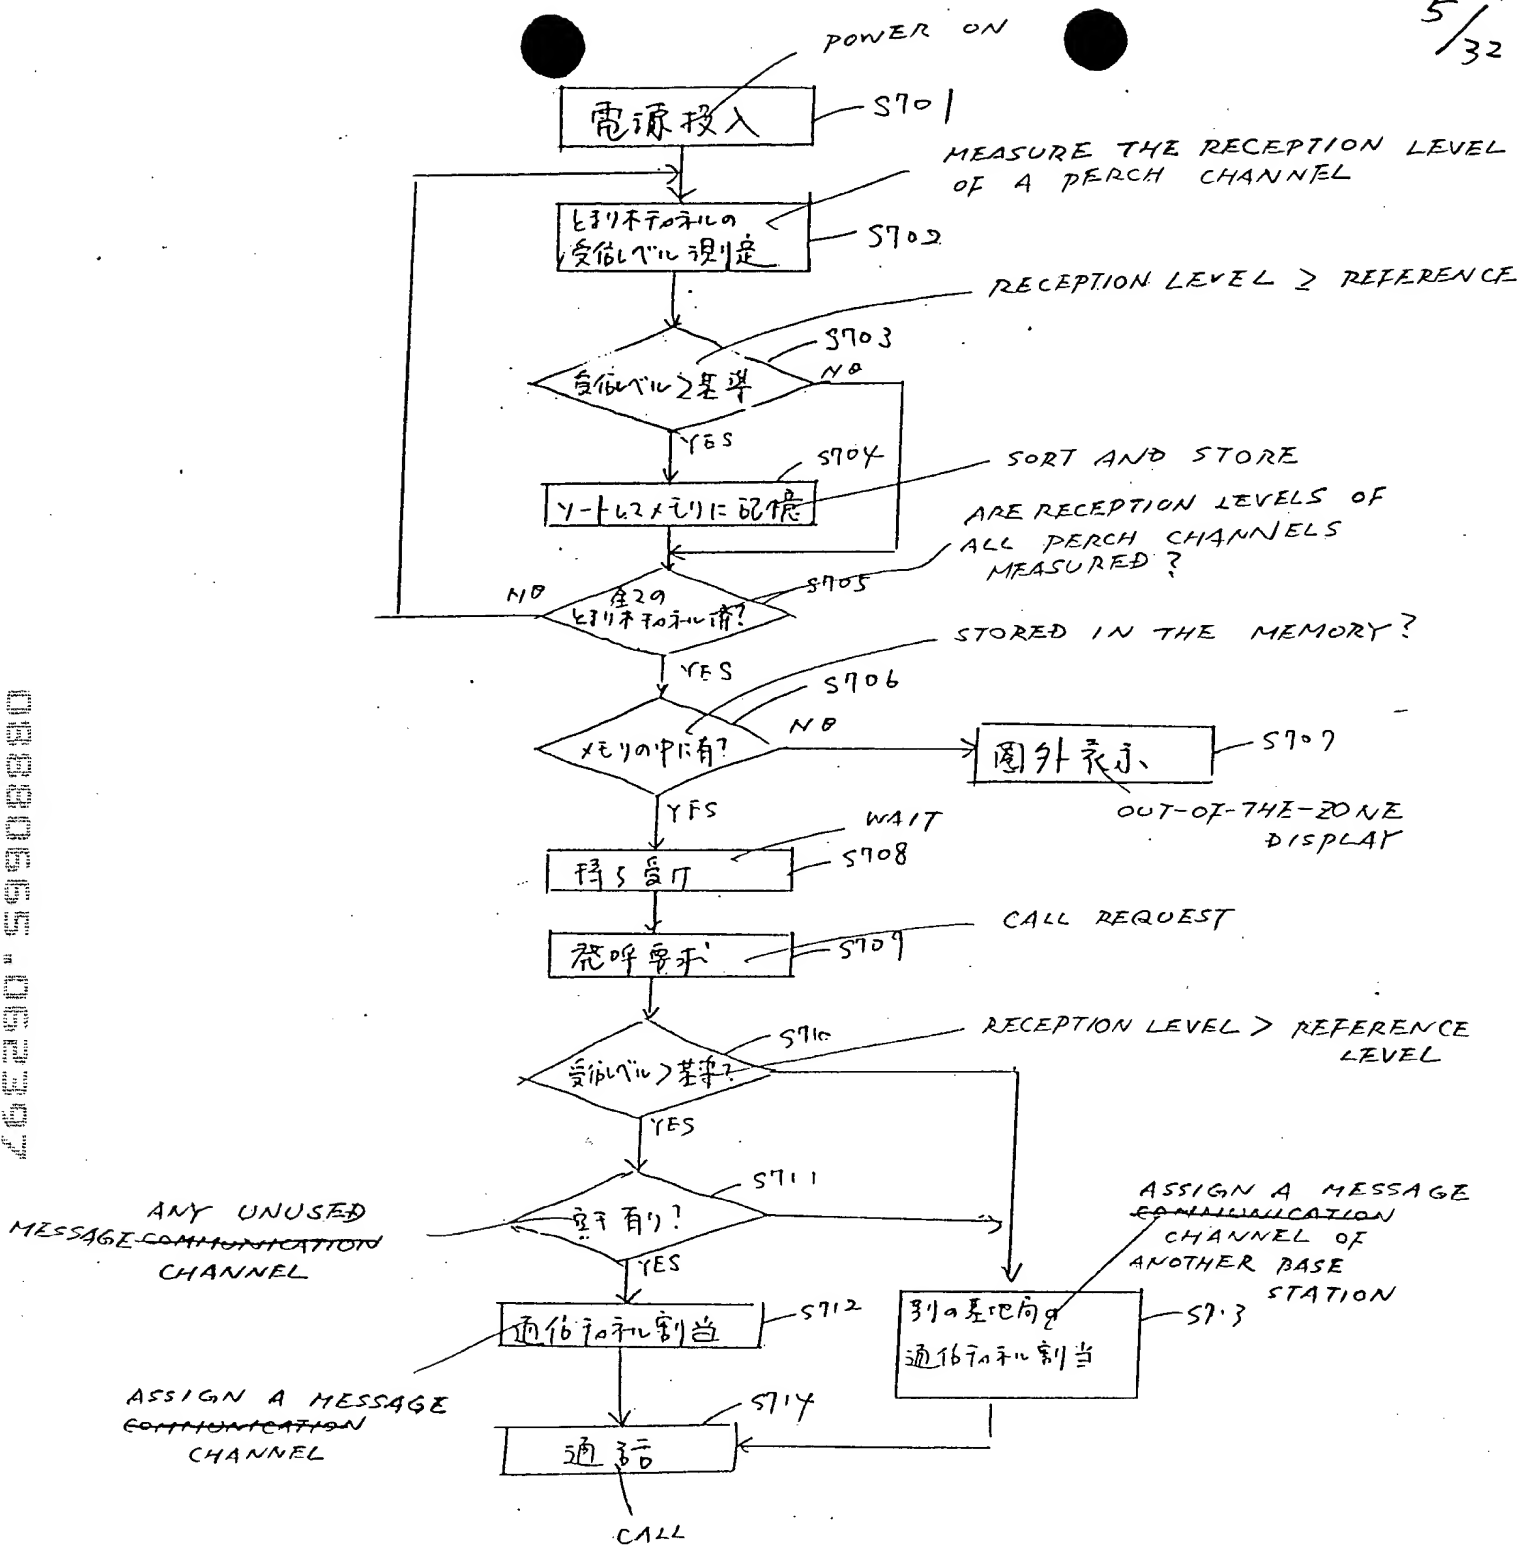 5/32
POWER ON
電源投入
S701
MEASURE THE RECEPTION LEVEL
OF A PERCH CHANNEL
とまり木チャネルの
受信レベル測定
S702
RECEPTION LEVEL ≥ REFERENCE
S703
受信レベル≥基準
NO
YES
S704
SORT AND STORE
ソートしてメモリに記憶
ARE RECEPTION LEVELS OF
ALL PERCH CHANNELS
MEASURED?
S705
NO
全ての
とまり木チャネル済?
STORED IN THE MEMORY?
YES
S706
NO
メモリの中に有?
圏外表示
S707
OUT-OF-THE-ZONE
DISPLAY
YES
WAIT
待ち受け
S708
CALL REQUEST
発呼要求
S709
RECEPTION LEVEL > REFERENCE
LEVEL
S710
受信レベル>基準?
YES
S711
ANY UNUSED
MESSAGE COMMUNICATION
CHANNEL
空き有り?
YES
ASSIGN A MESSAGE
COMMUNICATION
CHANNEL OF
ANOTHER BASE
STATION
通信チャネル割当
S712
別の基地局の
通信チャネル割当
S713
ASSIGN A MESSAGE
COMMUNICATION
CHANNEL
S714
通話
CALL
08880665.062397